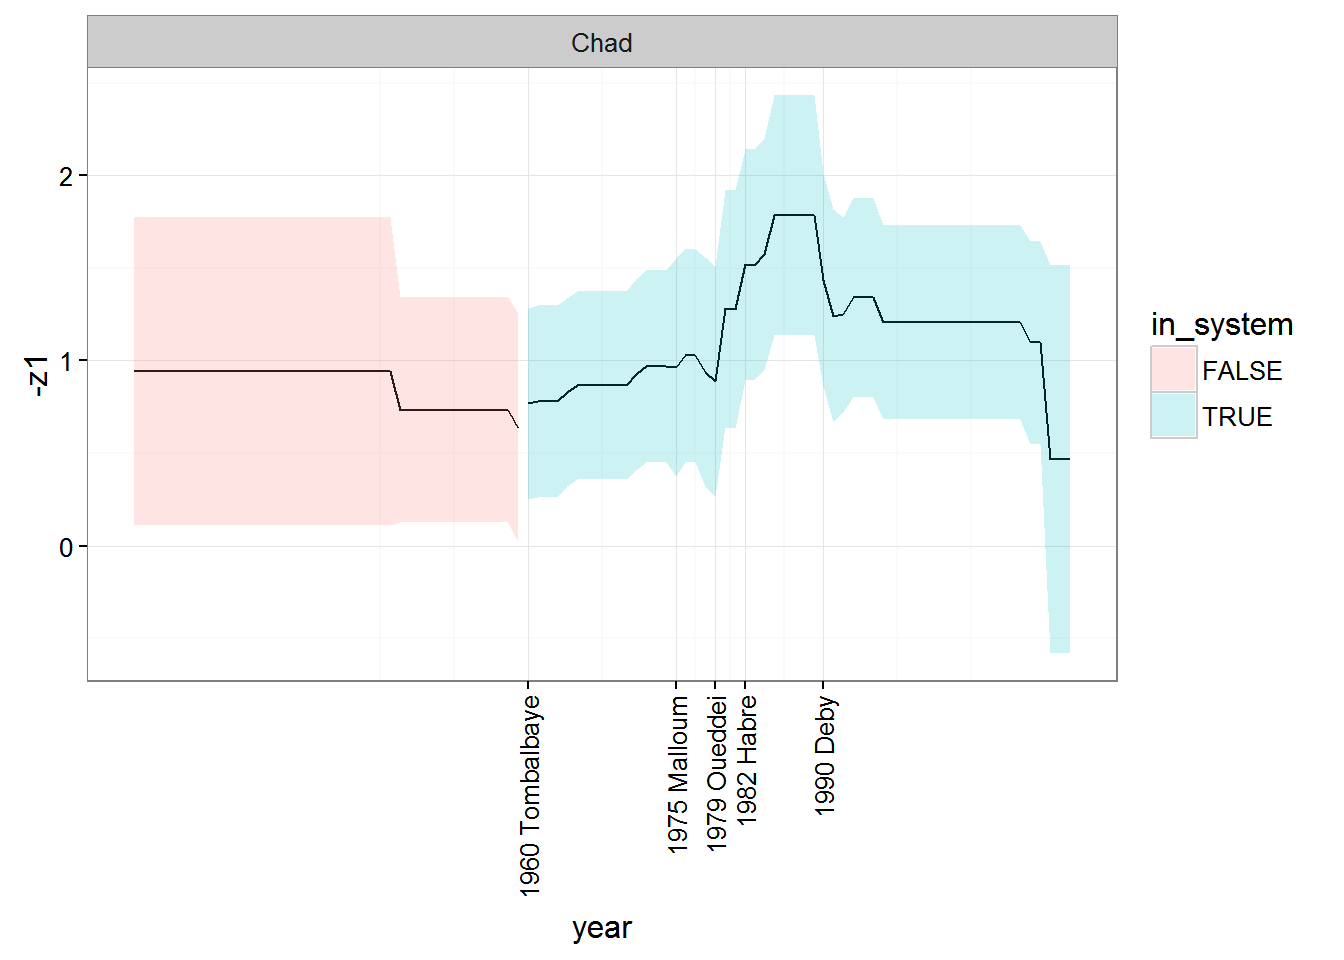 Chad
2
1
0
-z1
1960 Tombalbaye
1975 Malloum
1979 Oueddei
1982 Habre
1990 Deby
year
in_system
FALSE
TRUE